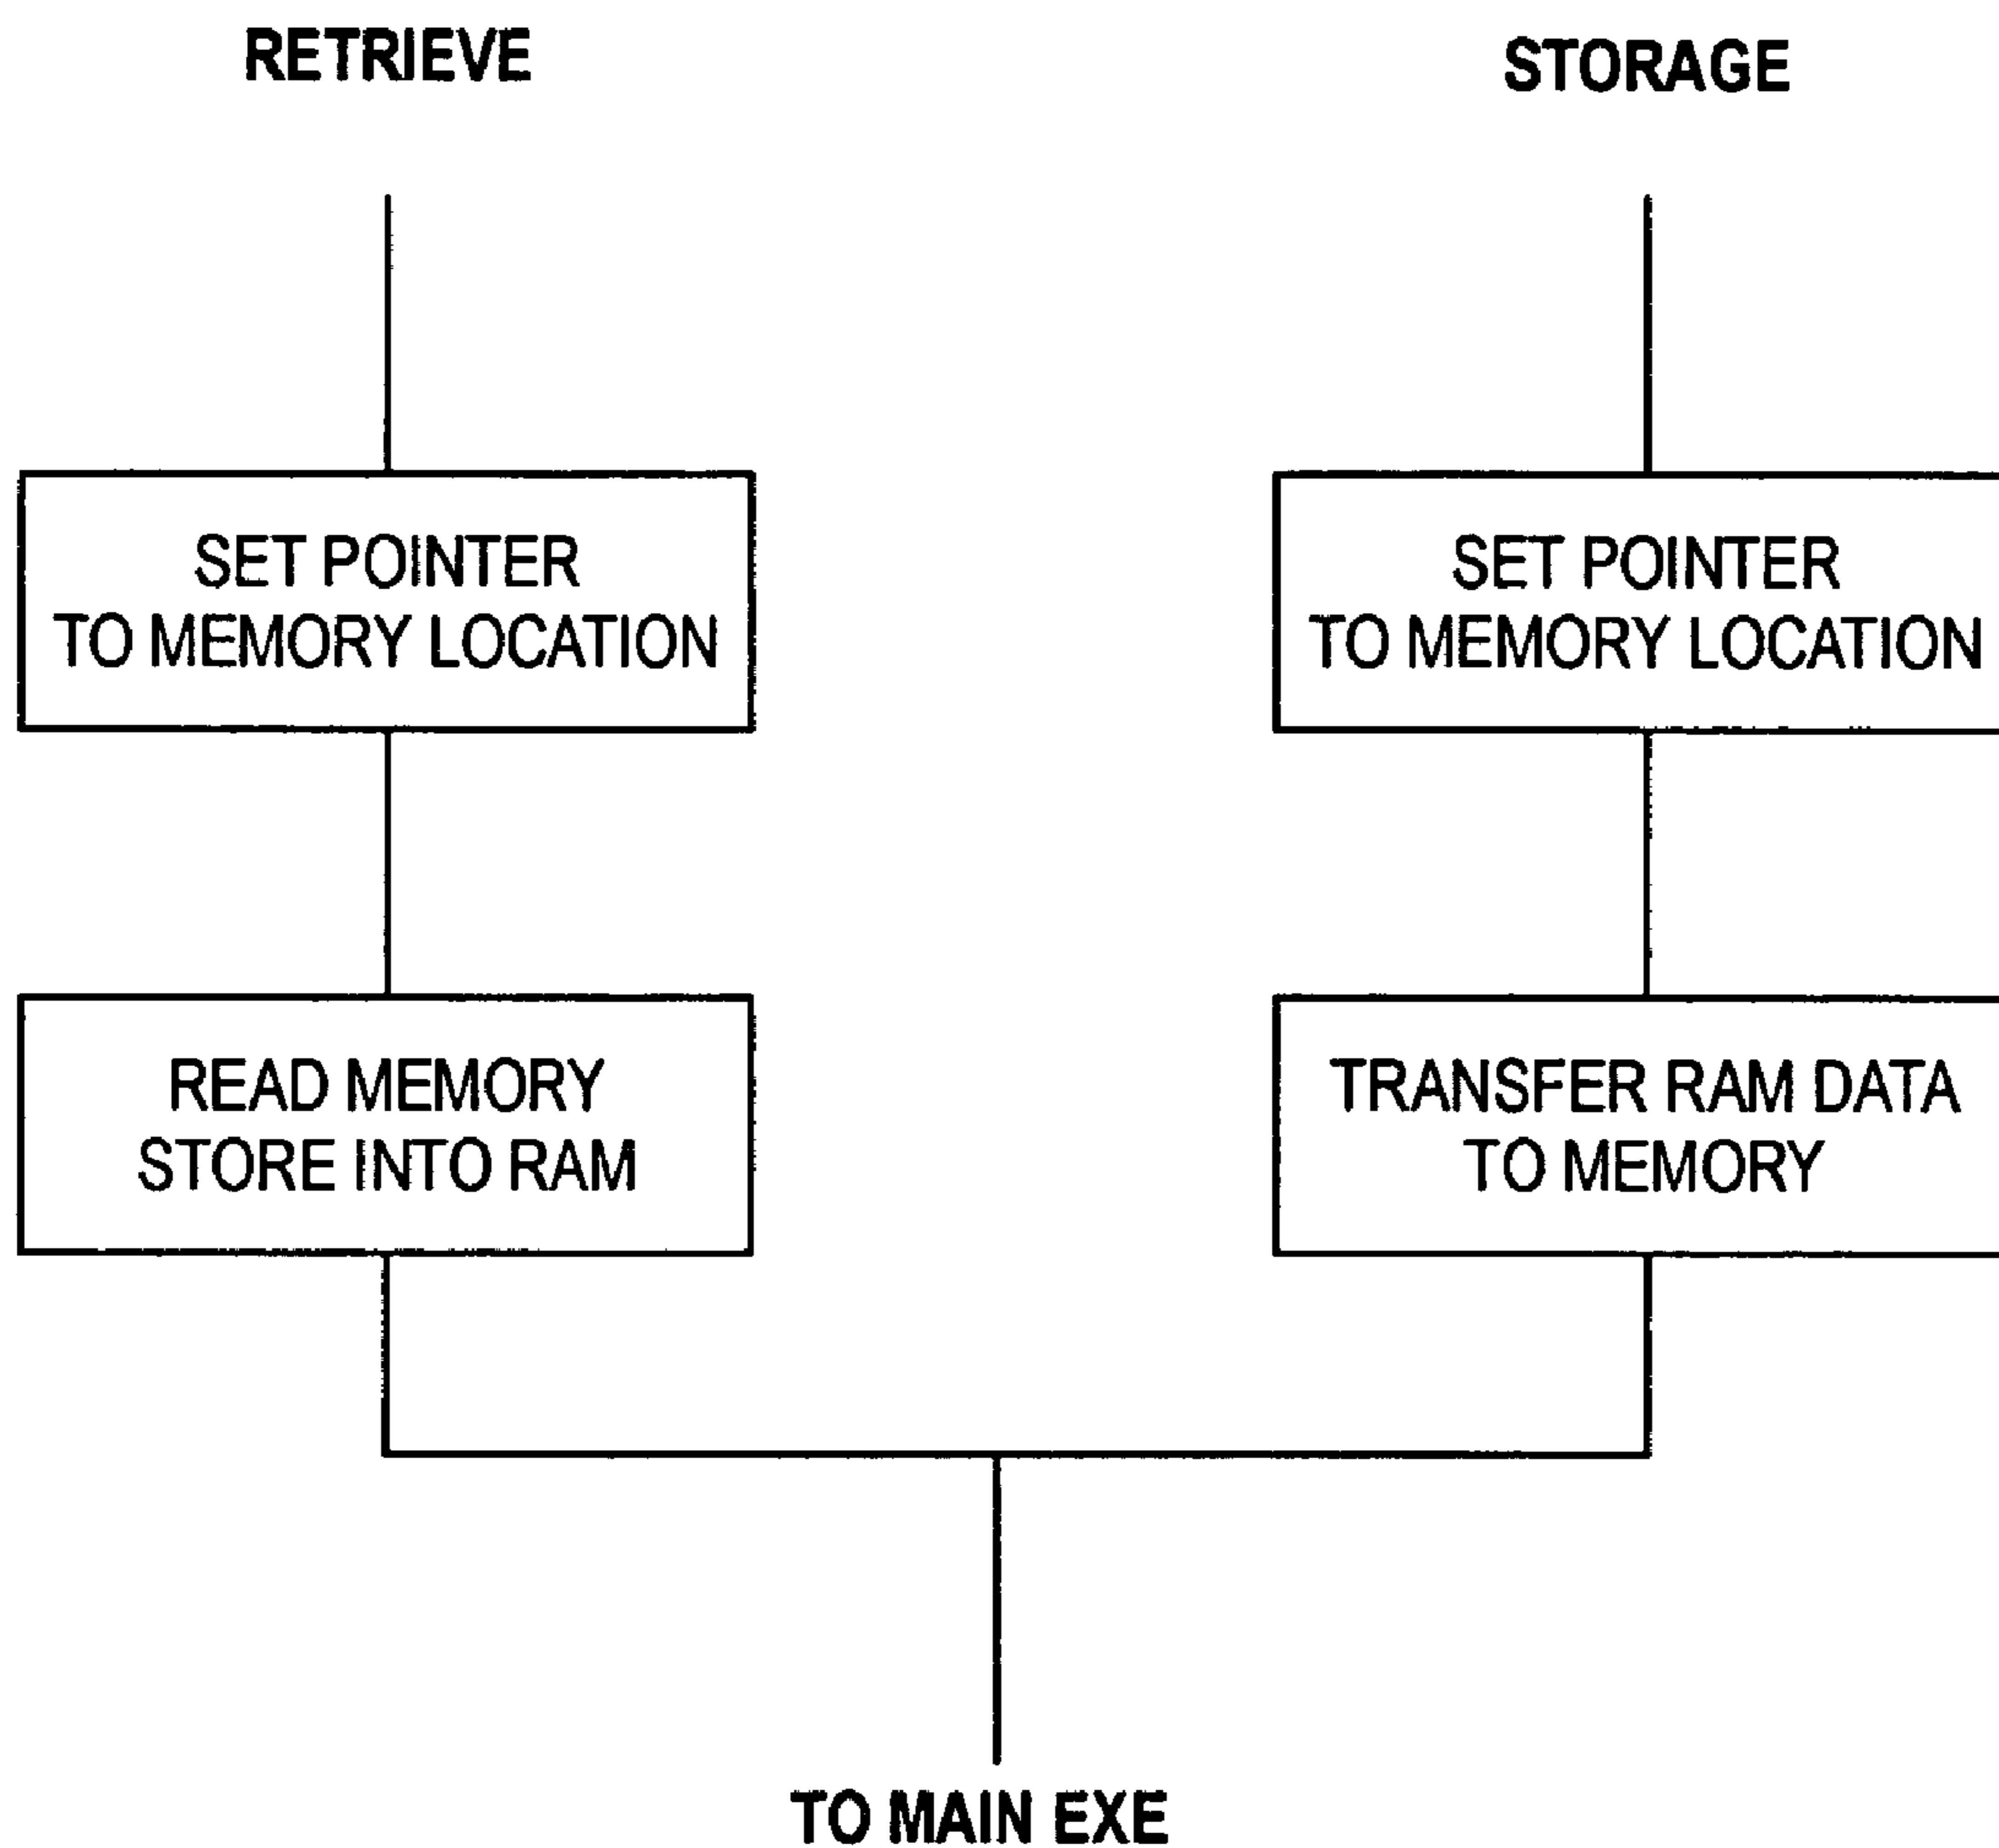 RETRIEVE
SET POINTER
TO MEMORY LOCATION
READ MEMORY
STORE INTO RAM
STORAGE
SET POINTER
TO MEMORY LOCATION
TRANSFER RAM DATA
TO MEMORY
TO MAIN EXE